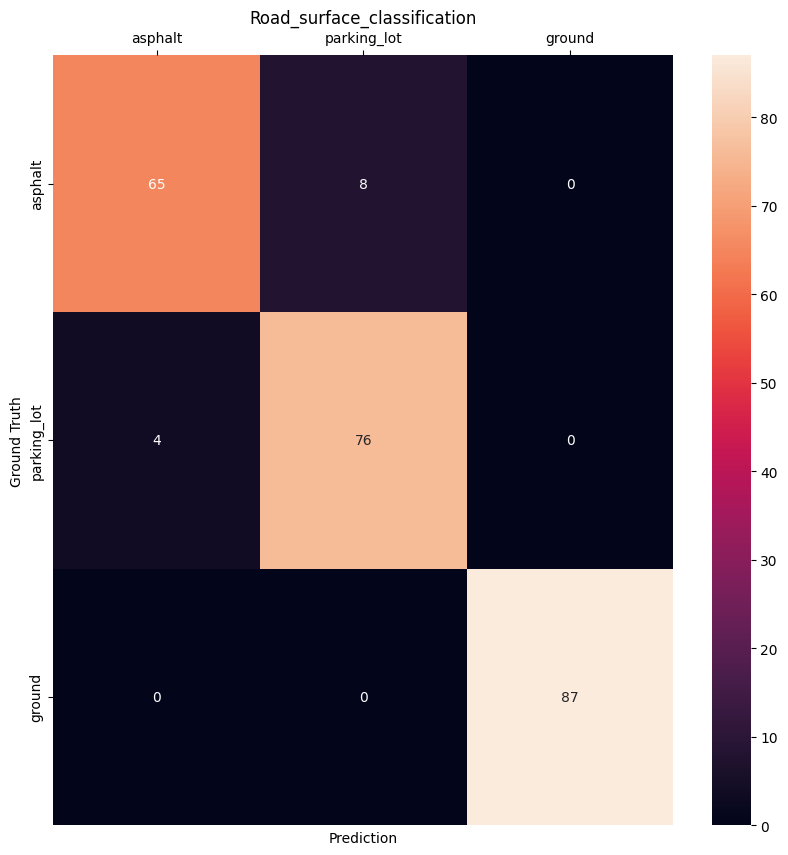 Road_surface_classification
asphalt parking_lot ground
asphalt
65 8 0
Ground Truth
parking_lot
4 76 0
ground
0 0 87
Prediction
80
70
60
50
40
30
20
10
0